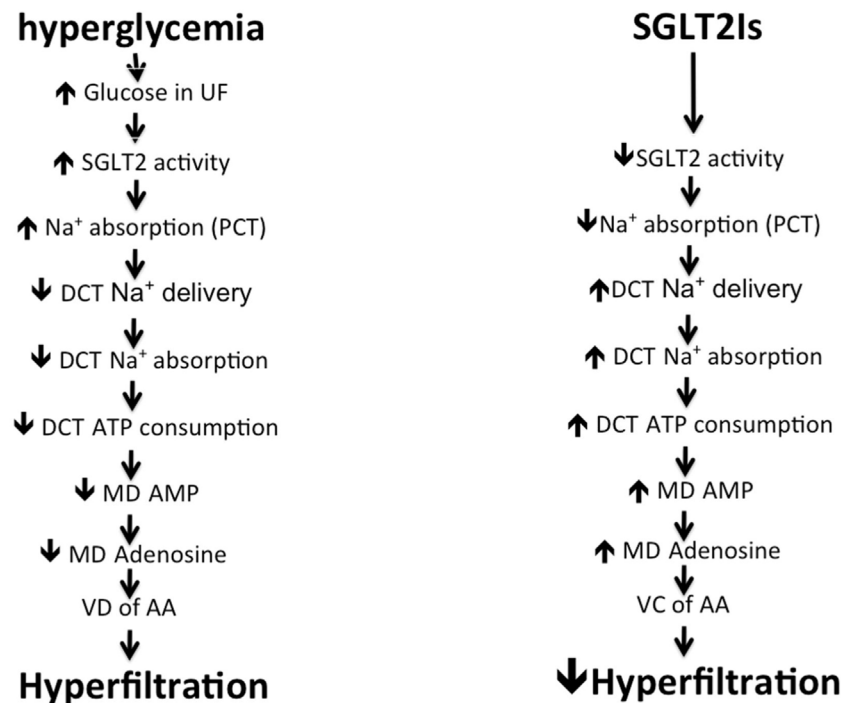 hyperglycemia
↑ Glucose in UF
↑ SGLT2 activity
↑ Na⁺ absorption (PCT)
↓ DCT Na⁺ delivery
↓ DCT Na⁺ absorption
↓ DCT ATP consumption
↓ MD AMP
↓ MD Adenosine
VD of AA
Hyperfiltration
SGLT2Is
↓SGLT2 activity
↓Na⁺ absorption (PCT)
↑DCT Na⁺ delivery
↑ DCT Na⁺ absorption
↑ DCT ATP consumption
↑ MD AMP
↑ MD Adenosine
VC of AA
↓Hyperfiltration